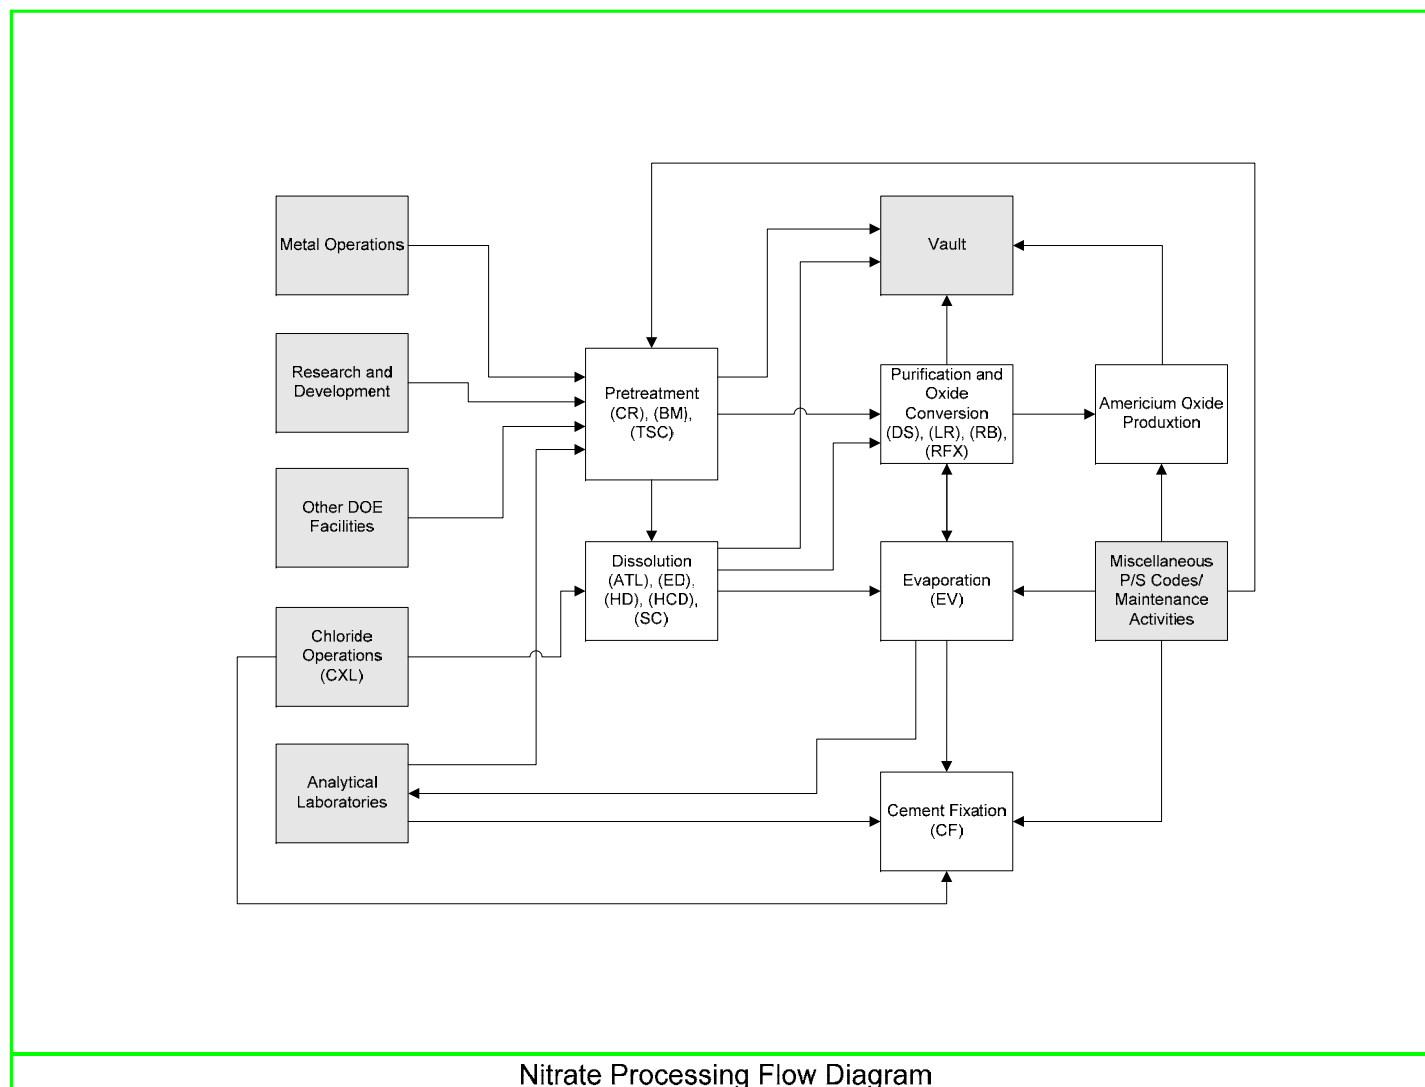 Metal Operations
Research and
Development
Other DOE
Facilities
Chloride
Operations
(CXL)
Analytical
Laboratories
Pretreatment
(CR), (BM),
(TSC)
Dissolution
(ATL), (ED),
(HD), (HCD),
(SC)
Vault
Purification and
Oxide
Conversion
(DS), (LR), (RB),
(RFX)
Evaporation
(EV)
Cement Fixation
(CF)
Americium Oxide
Produxtion
Miscellaneous
P/S Codes/
Maintenance
Activities
Nitrate Processing Flow Diagram